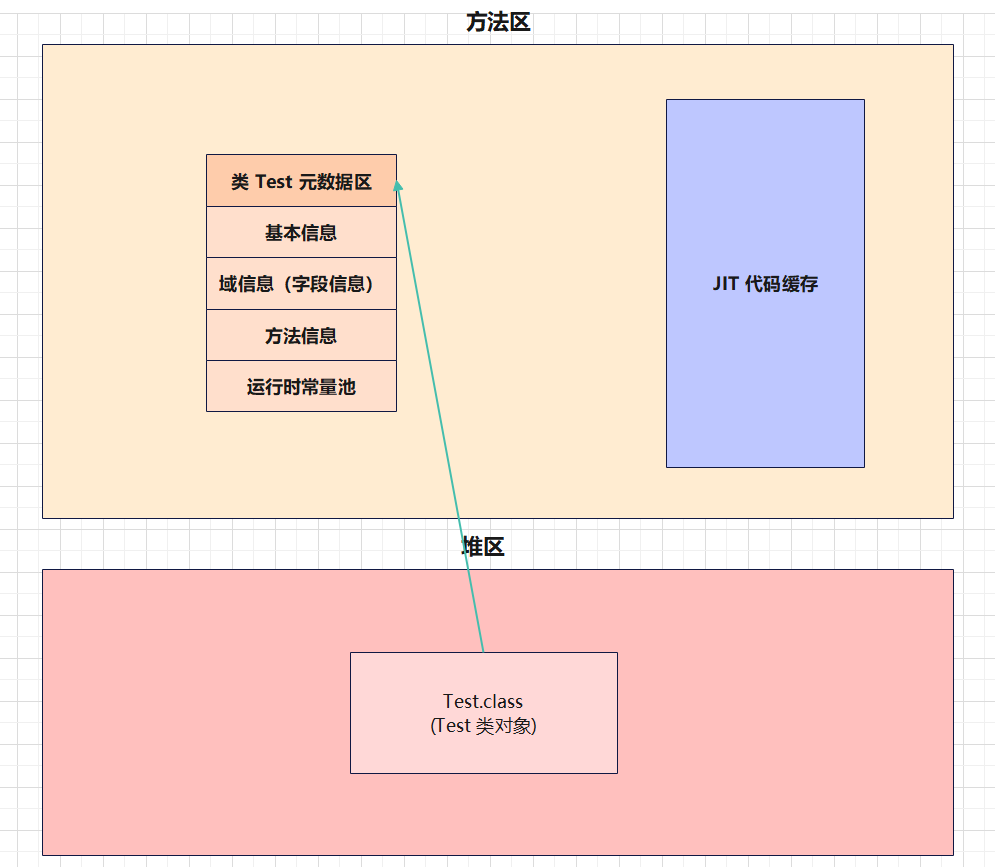 方法区
类 Test 元数据区
基本信息
域信息（字段信息）
方法信息
运行时常量池
JIT 代码缓存
堆区
Test.class
(Test 类对象)